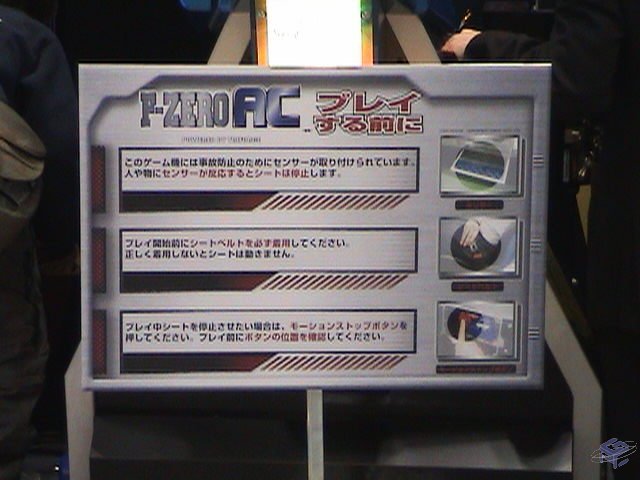 F-ZERO AC プレイ
する前に
このゲーム機には事故防止のためにセンサーが取り付けられています。
人や物にセンサーが反応するとシートは停止します。
プレイ開始前にシートベルトを必ず着用してください。
正しく着用しないとシートは動きません。
プレイ中シートを停止させたい場合は、モーションストップボタンを
押してください。プレイ前にボタンの位置を確認してください。